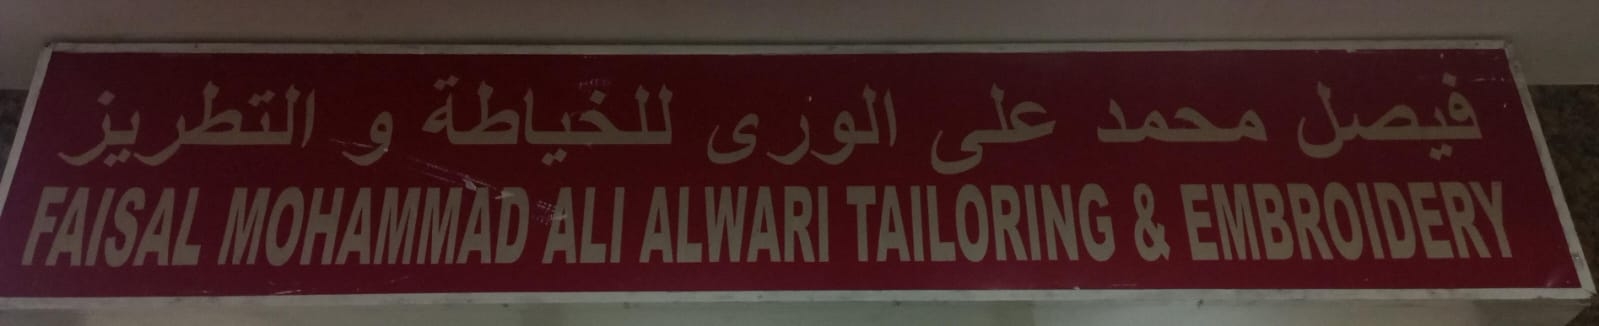 فيصل محمد على الورى للخياطة و التطريز
FAISAL MOHAMMAD ALI ALWARI TAILORING & EMBROIDERY